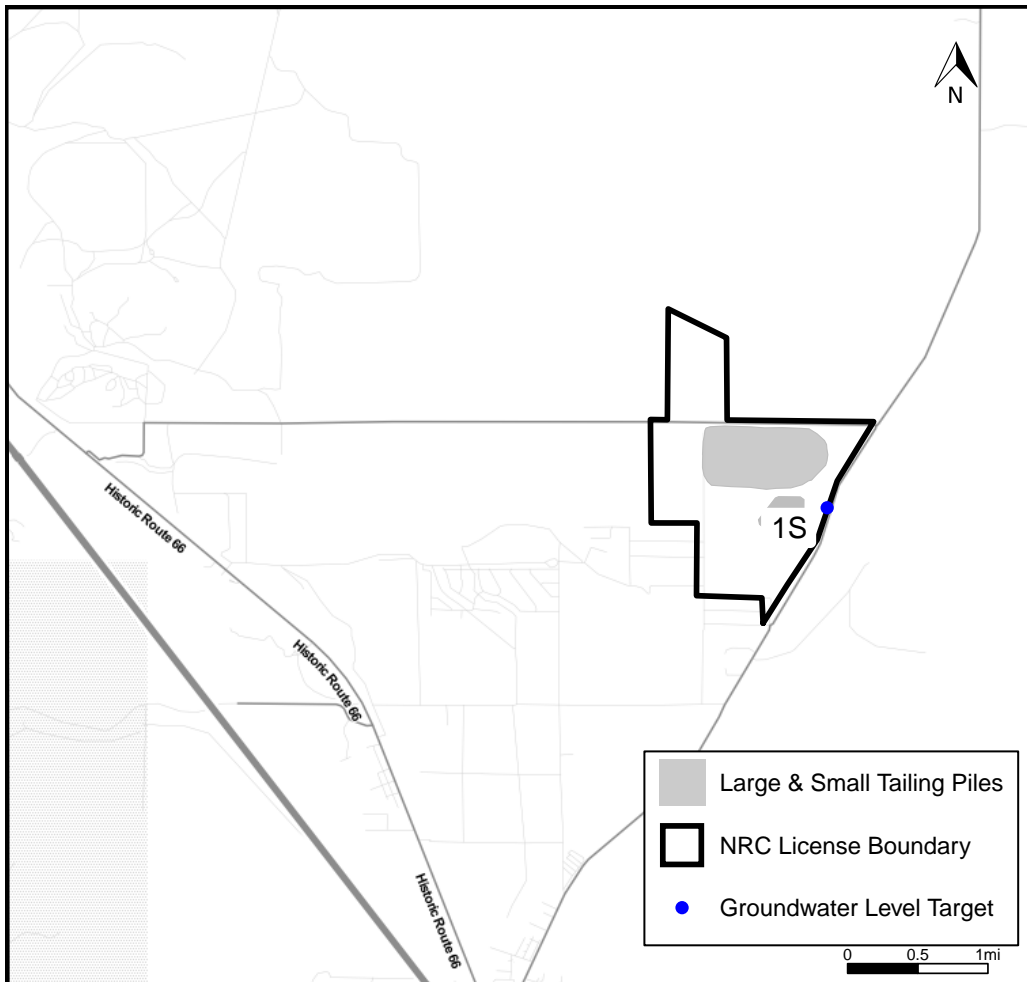 N
Historic Route 66
1S
Historic Route 66
Large & Small Tailing Piles
NRC License Boundary
Historic Route 66
Groundwater Level Target
0 0.5 1mi